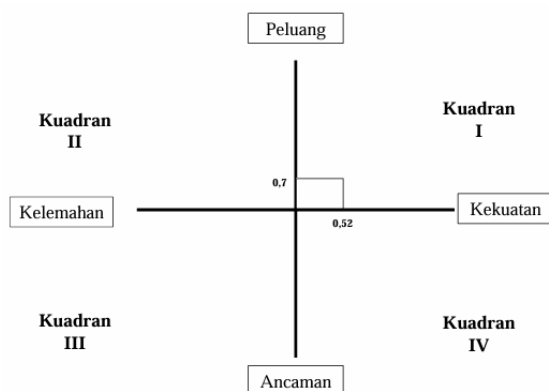 Peluang
Kuadran
II
Kuadran
I
0,7
Kelemahan
Kekuatan
0,52
Kuadran
III
Kuadran
IV
Ancaman